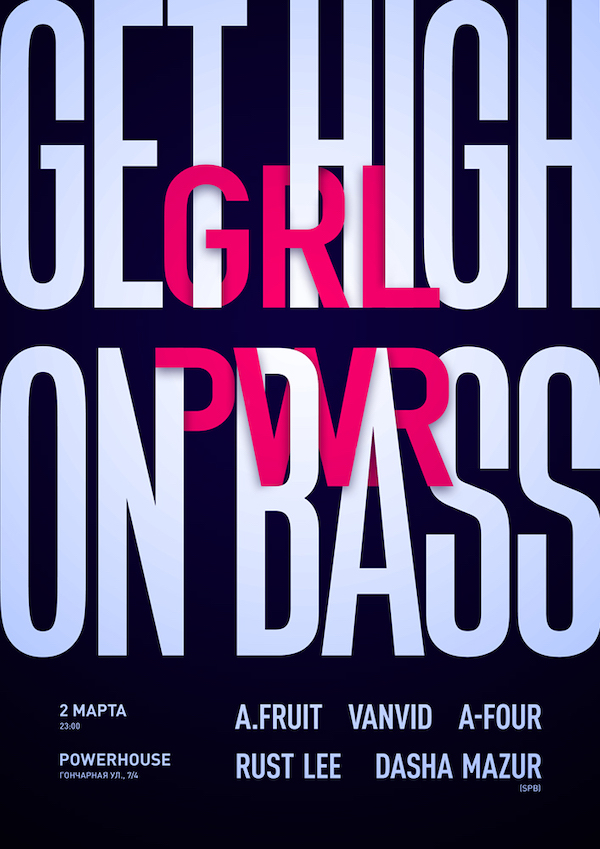 GET HIGH
GRL
PWR
ON BASS
2 МАРТА
23:00
POWERHOUSE
ГОНЧАРНАЯ УЛ., 7/4
A.FRUIT VANVID A-FOUR
RUST LEE DASHA MAZUR
(SPB)